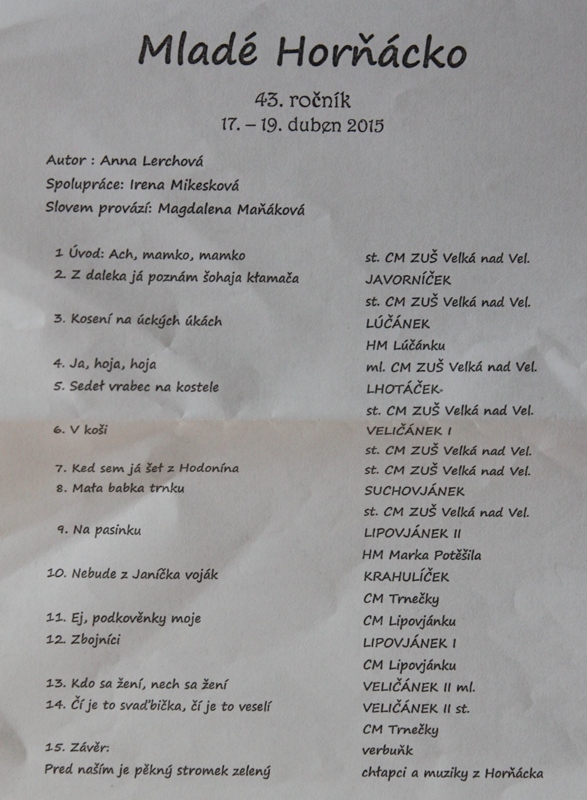 Mladé Horňácko
43. ročník
17. – 19. duben 2015
Autor : Anna Lerchová
Spolupráce: Irena Mikesková
Slovem provází: Magdalena Maňáková
1 Úvod: Ach, mamko, mamko st. CM ZUŠ Velká nad Vel.
2. Z daleka já poznám šohaja kłamača JAVORNÍČEK
st. CM ZUŠ Velká nad Vel.
3. Kosení na úckých úkách LÚČÁNEK
HM Lúčánku
4. Ja, hoja, hoja ml. CM ZUŠ Velká nad Vel.
5. Sedeł vrabec na kostele LHOTÁČEK
st. CM ZUŠ Velká nad Vel.
6. V koši VELIČÁNEK I
st. CM ZUŠ Velká nad Vel.
7. Ked sem já šeł z Hodonína st. CM ZUŠ Velká nad Vel.
8. Mała babka trnku SUCHOVJÁNEK
st. CM ZUŠ Velká nad Vel.
9. Na pasinku LIPOVJÁNEK II
HM Marka Potěšila
10. Nebude z Janíčka voják KRAHULÍČEK
CM Trnečky
11. Ej, podkověnky moje CM Lipovjánku
12. Zbojníci LIPOVJÁNEK I
CM Lipovjánku
13. Kdo sa žení, nech sa žení VELIČÁNEK II ml.
14. Čí je to svaďbička, čí je to veselí VELIČÁNEK II st.
CM Trnečky
15. Závěr: verbuňk
Pred naším je pěkný stromek zelený chłapci a muziky z Horňácka